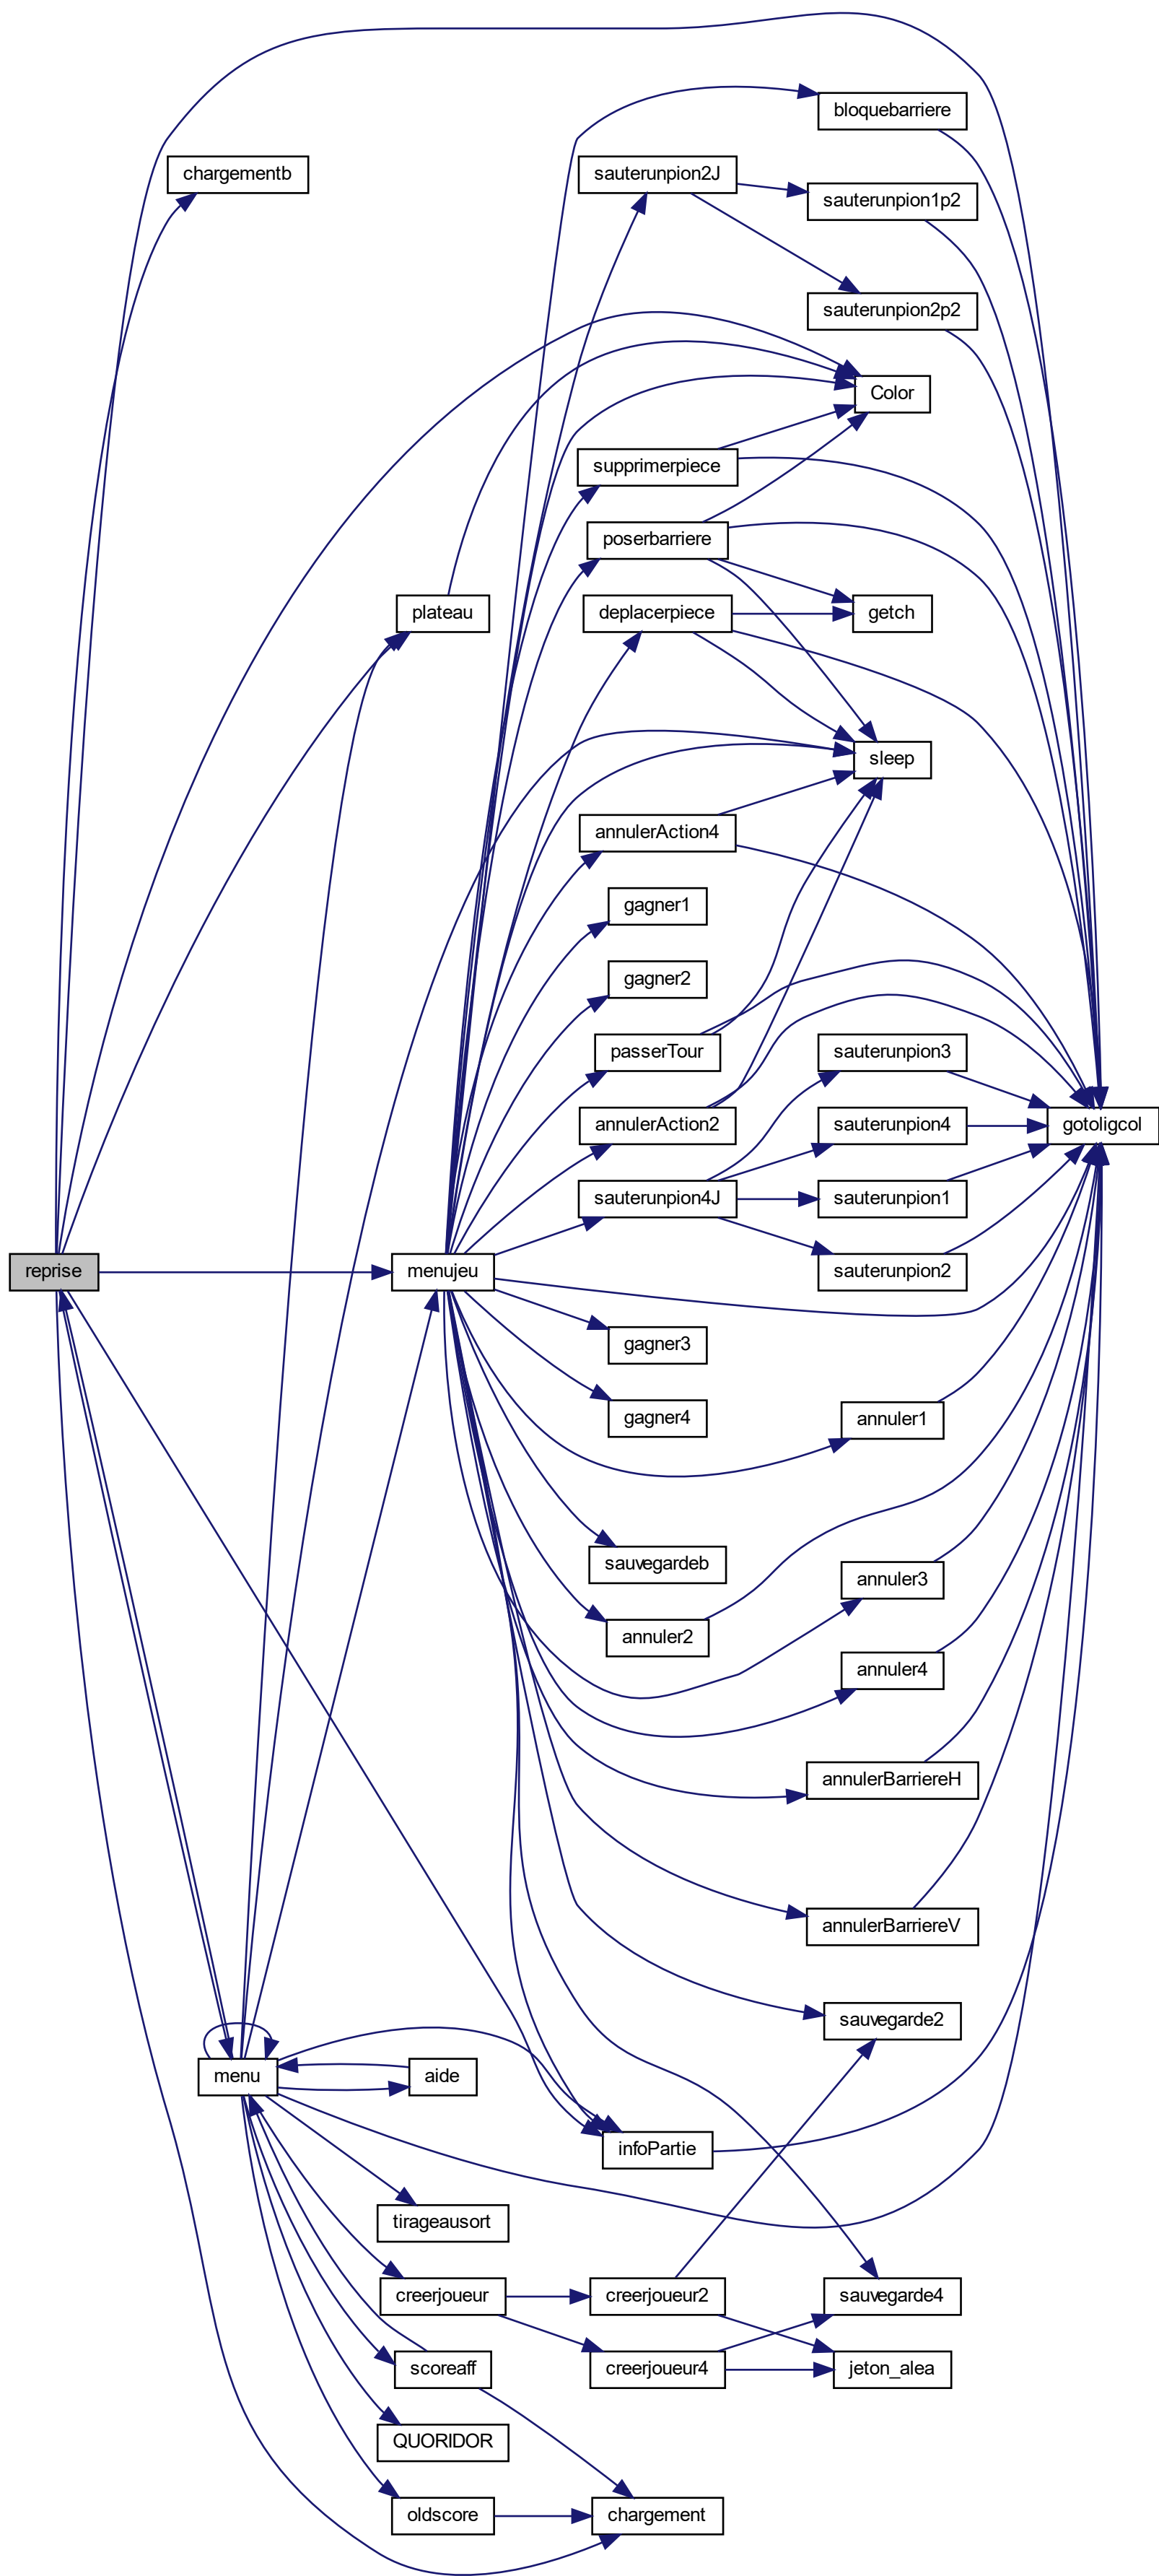 bloquebarriere
chargementb
sauterunpion2J
sauterunpion1p2
sauterunpion2p2
Color
supprimerpiece
poserbarriere
plateau
deplacerpiece
getch
sleep
annulerAction4
gagner1
gagner2
passerTour
sauterunpion3
annulerAction2
sauterunpion4
gotoligcol
sauterunpion4J
sauterunpion1
reprise
menujeu
sauterunpion2
gagner3
gagner4
annuler1
sauvegardeb
annuler3
annuler2
annuler4
annulerBarriereH
annulerBarriereV
sauvegarde2
menu
aide
infoPartie
tirageausort
creerjoueur
creerjoueur2
sauvegarde4
scoreaff
creerjoueur4
jeton_alea
QUORIDOR
oldscore
chargement